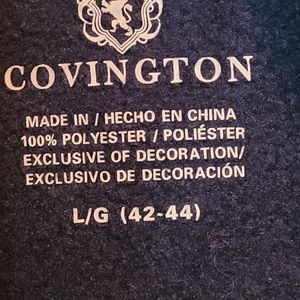 COVINGTON
MADE IN / HECHO EN CHINA
100% POLYESTER / POLIÉSTER
EXCLUSIVE OF DECORATION/
EXCLUSIVO DE DECORACIÓN
L/G (42-44)